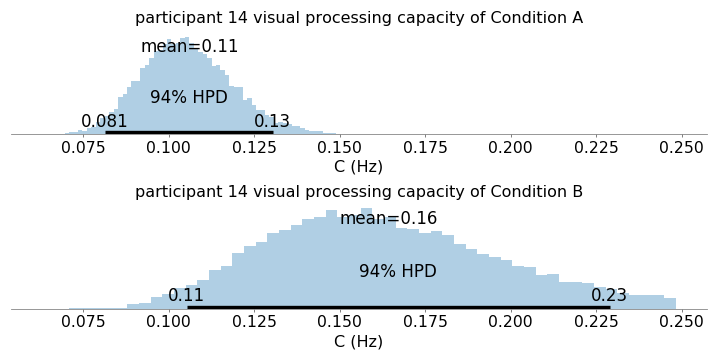 participant 14 visual processing capacity of Condition A
mean=0.11
94% HPD
0.081 0.13
0.075 0.100 0.125 0.150 0.175 0.200 0.225 0.250
C (Hz)
participant 14 visual processing capacity of Condition B
mean=0.16
94% HPD
0.11 0.23
0.075 0.100 0.125 0.150 0.175 0.200 0.225 0.250
C (Hz)